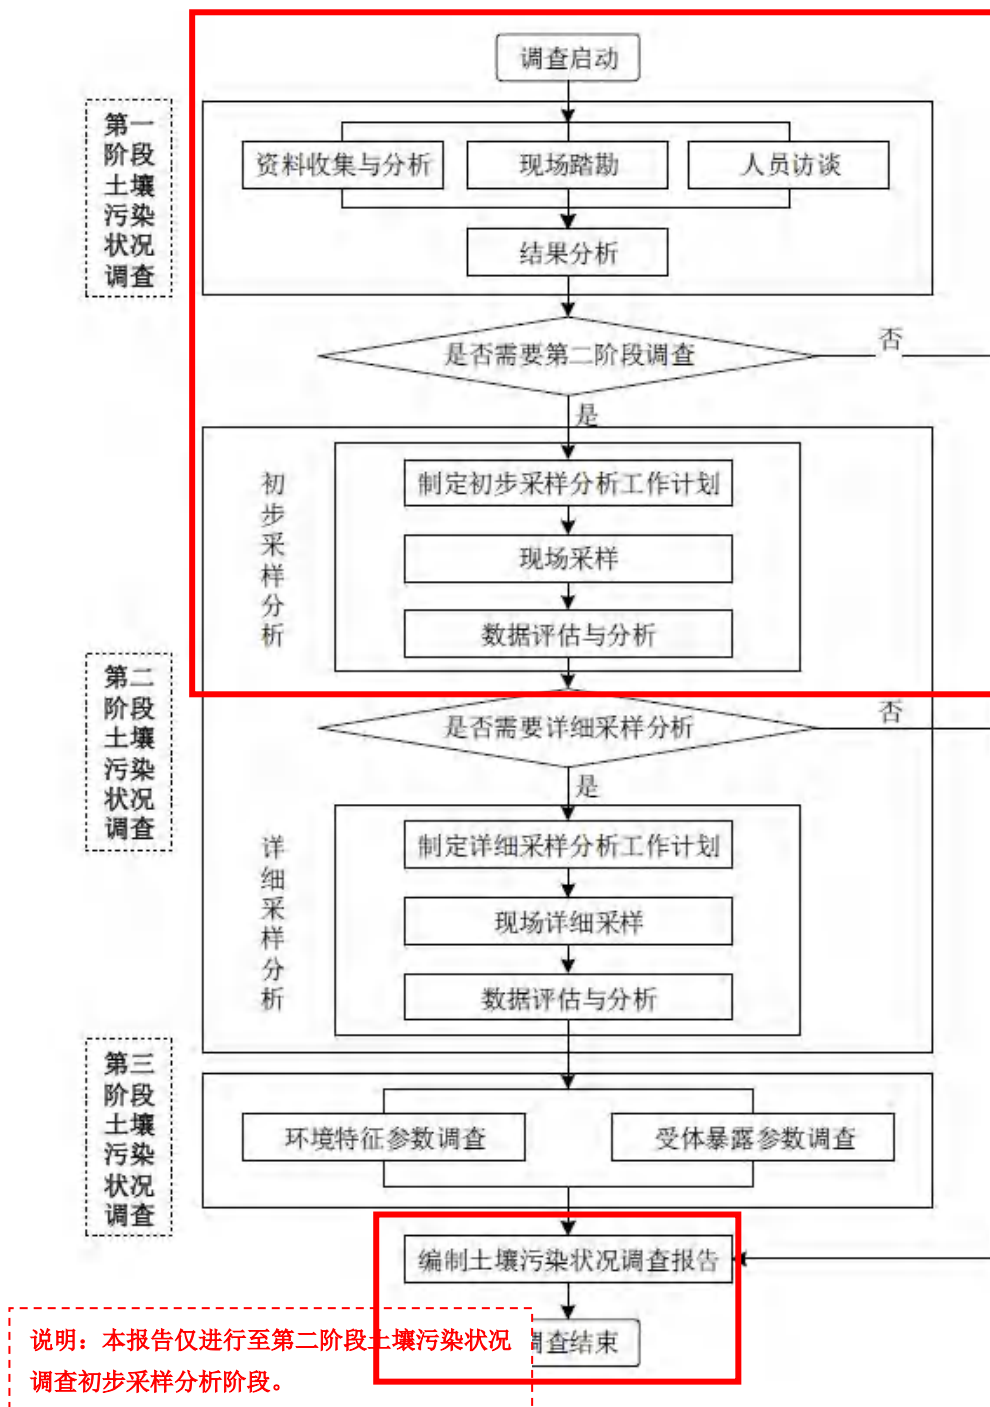 调查启动
第一
阶段
土壤
污染
状况
调查
资料收集与分析
现场踏勘
人员访谈
结果分析
是否需要第二阶段调查
否
是
初
步
采
样
分
析
制定初步采样分析工作计划
现场采样
数据评估与分析
第二
阶段
土壤
污染
状况
调查
是否需要详细采样分析
否
是
详
细
采
样
分
析
制定详细采样分析工作计划
现场详细采样
数据评估与分析
第三
阶段
土壤
污染
状况
调查
环境特征参数调查
受体暴露参数调查
编制土壤污染状况调查报告
调查结束
说明：本报告仅进行至第二阶段土壤污染状况
调查初步采样分析阶段。